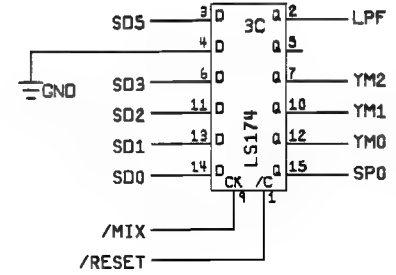 SD5 3 D 3C Q 2 LPF
4 D Q 5
GND
SD3 6 D Q 7 YM2
SD2 11 D Q 10 YM1
SD1 13 D Q 12 YM0
SD0 14 D Q 15 SP0
LS174
CK /C
9 1
/MIX
/RESET